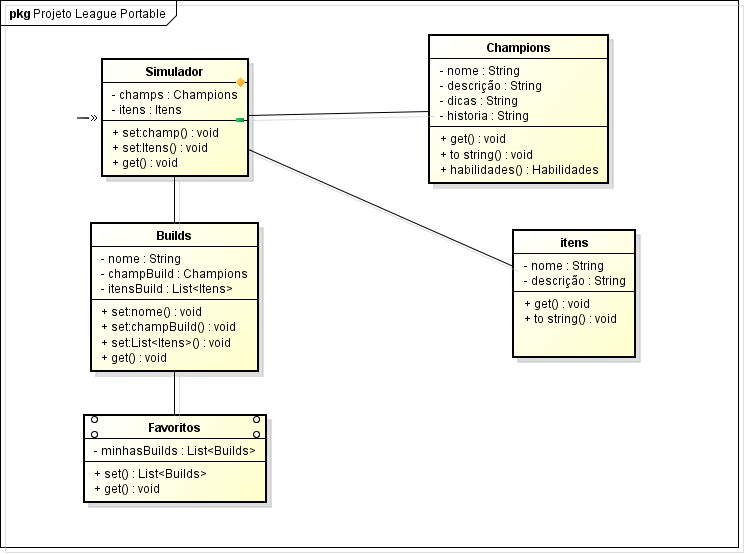 pkg Projeto League Portable
Simulador
- champs : Champions
- itens : Itens
+ set:champ() : void
+ set:Itens() : void
+ get() : void
Champions
- nome : String
- descrição : String
- dicas : String
- historia : String
+ get() : void
+ to string() : void
+ habilidades() : Habilidades
Builds
- nome : String
- champBuild : Champions
- itensBuild : List<Itens>
+ set:nome() : void
+ set:champBuild() : void
+ set:List<Itens>() : void
+ get() : void
itens
- nome : String
- descrição : String
+ get() : void
+ to string() : void
Favoritos
- minhasBuilds : List<Builds>
+ set() : List<Builds>
+ get() : void